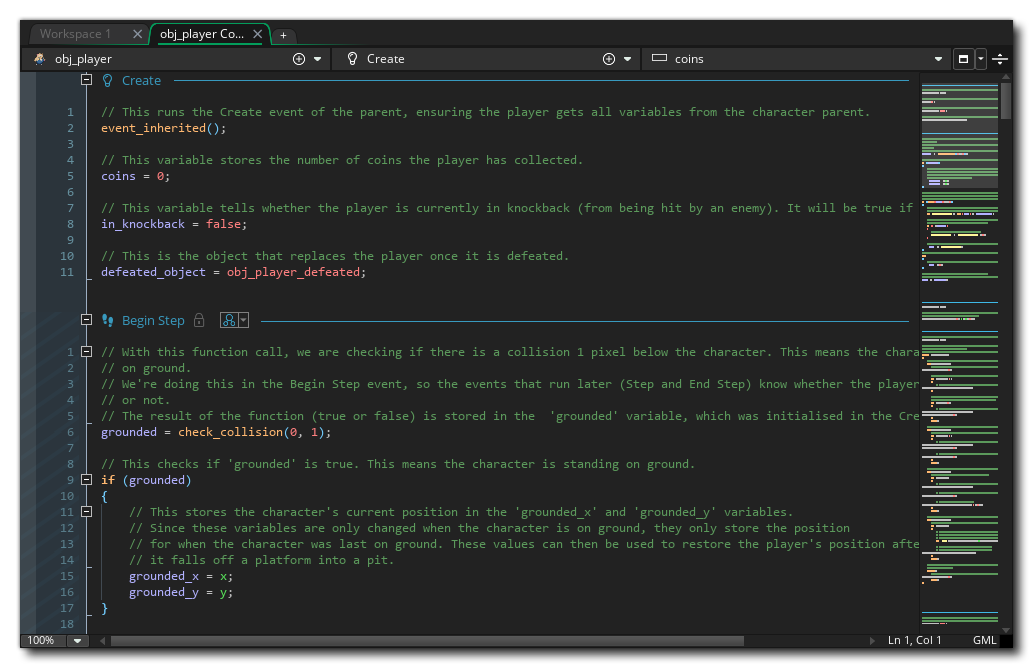 Workspace 1
obj_player Co...
+
obj_player
Create
coins
Create
1 // This runs the Create event of the parent, ensuring the player gets all variables from the character parent.
2 event_inherited();
3
4 // This variable stores the number of coins the player has collected.
5 coins = 0;
6
7 // This variable tells whether the player is currently in knockback (from being hit by an enemy). It will be true if
8 in_knockback = false;
9
10 // This is the object that replaces the player once it is defeated.
11 defeated_object = obj_player_defeated;
Begin Step
1 // With this function call, we are checking if there is a collision 1 pixel below the character. This means the chara
2 // on ground.
3 // We're doing this in the Begin Step event, so the events that run later (Step and End Step) know whether the player
4 // or not.
5 // The result of the function (true or false) is stored in the  'grounded' variable, which was initialised in the Cre
6 grounded = check_collision(0, 1);
7
8 // This checks if 'grounded' is true. This means the character is standing on ground.
9 if (grounded)
10 {
11     // This stores the character's current position in the 'grounded_x' and 'grounded_y' variables.
12     // Since these variables are only changed when the character is on ground, they only store the position
13     // for when the character was last on ground. These values can then be used to restore the player's position afte
14     // it falls off a platform into a pit.
15     grounded_x = x;
16     grounded_y = y;
17 }
18
100%
Ln 1, Col 1
GML